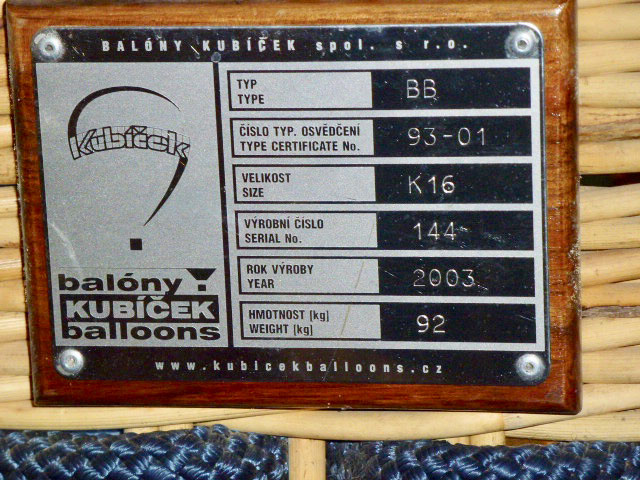 BALÓNY KUBÍČEK spol. s r.o.
Kubíček
balóny
KUBÍČEK
balloons
TYP
TYPE
BB
ČÍSLO TYP. OSVĚDČENÍ
TYPE CERTIFICATE No.
93-01
VELIKOST
SIZE
K16
VÝROBNÍ ČÍSLO
SERIAL No.
144
ROK VÝROBY
YEAR
2003
HMOTNOST [kg]
WEIGHT [kg]
92
www.kubicekballoons.cz